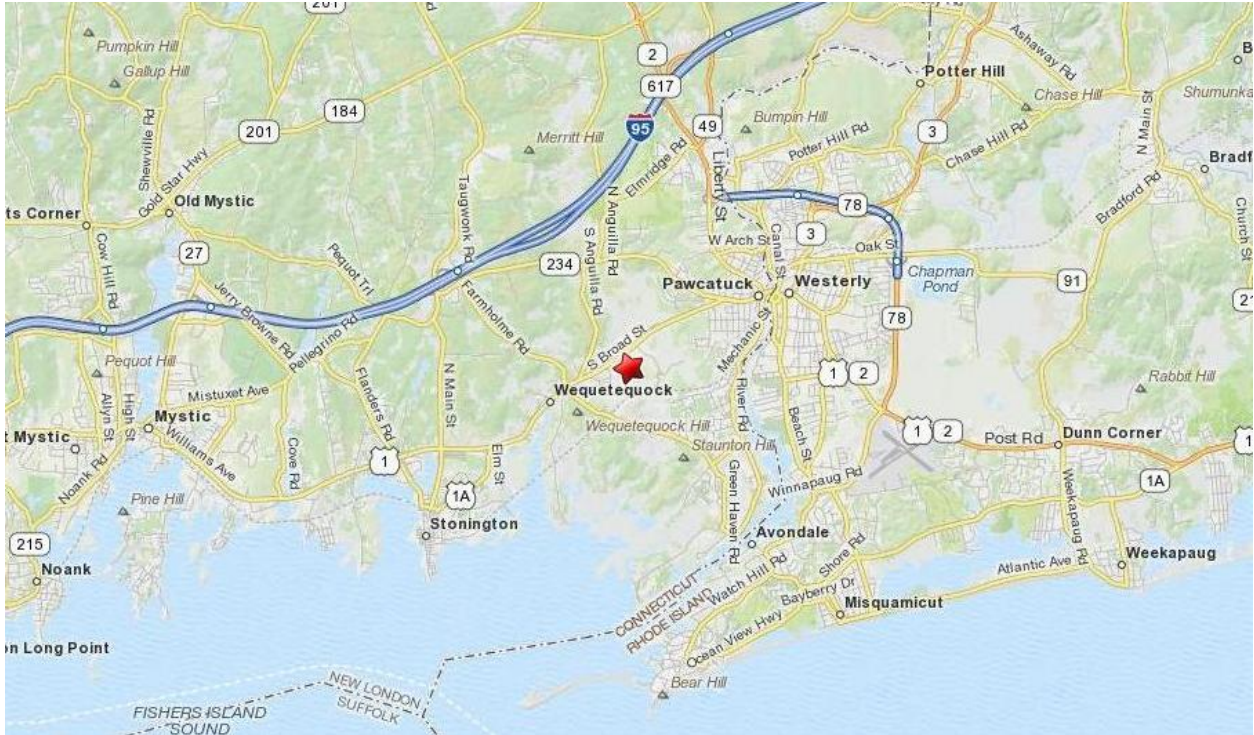 Pumpkin Hill
Gallup Hill
201
184
201
Shewville Rd
Gold Star Hwy
Old Mystic
Cow Hill Rd
27
Pequot Trl
Taugwonk Rd
Merritt Hill
2
617
95
49
Elmridge Rd
N Anguilla Rd
S Anguilla Rd
234
Liberty St
Bumpin Hill
Potter Hill Rd
Potter Hill
Ashaway Rd
Chase Hill
Chase Hill Rd
3
N Main St
Bradford Rd
Church St
78
3
W Arch St
Canal St
Oak St
Chapman
Pond
91
Pawcatuck
Westerly
78
Jerry Browne Rd
Pellegrino Rd
Farmholme Rd
S Broad St
Mechanic St
Pequot Hill
Mistuxet Ave
Flanders Rd
N Main St
Wequetequock
Wequetequock Hill
Staunton Hill
River Rd
Beach St
1
2
Rabbit Hill
1
2
Post Rd
Dunn Corner
1A
Allyn St
High St
Mystic
t Mystic
Noank Rd
Williams Ave
Cove Rd
1
Elm St
1A
Pine Hill
Stonington
Green Haven Rd
Winnapaug Rd
Avondale
Weekapaug Rd
Weekapaug
215
Noank
Watch Hill Rd
Shore Rd
Bayberry Dr
Atlantic Ave
Misquamicut
CONNECTICUT
RHODE ISLAND
Ocean View Hwy
Bear Hill
n Long Point
NEW LONDON
SUFFOLK
FISHERS ISLAND
SOUND